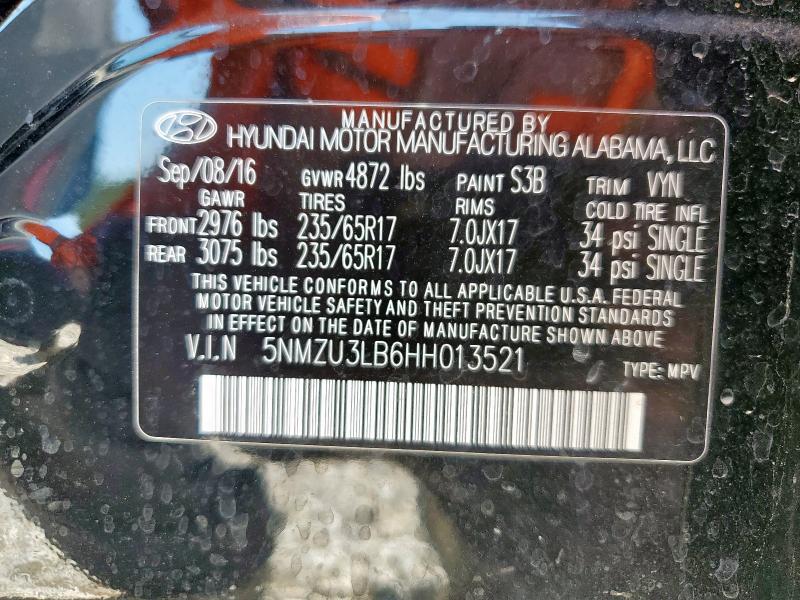 MANUFACTURED BY
HYUNDAI MOTOR MANUFACTURING ALABAMA, LLC
Sep/08/16 GVWR 4872 lbs PAINT S3B TRIM VYN
GAWR TIRES RIMS COLD TIRE INFL
FRONT 2976 lbs 235/65R17 7.0JX17 34 psi SINGLE
REAR 3075 lbs 235/65R17 7.0JX17 34 psi SINGLE
THIS VEHICLE CONFORMS TO ALL APPLICABLE U.S.A. FEDERAL
MOTOR VEHICLE SAFETY AND THEFT PREVENTION STANDARDS
IN EFFECT ON THE DATE OF MANUFACTURE SHOWN ABOVE
V.I.N 5NMZU3LB6HH013521
TYPE: MPV